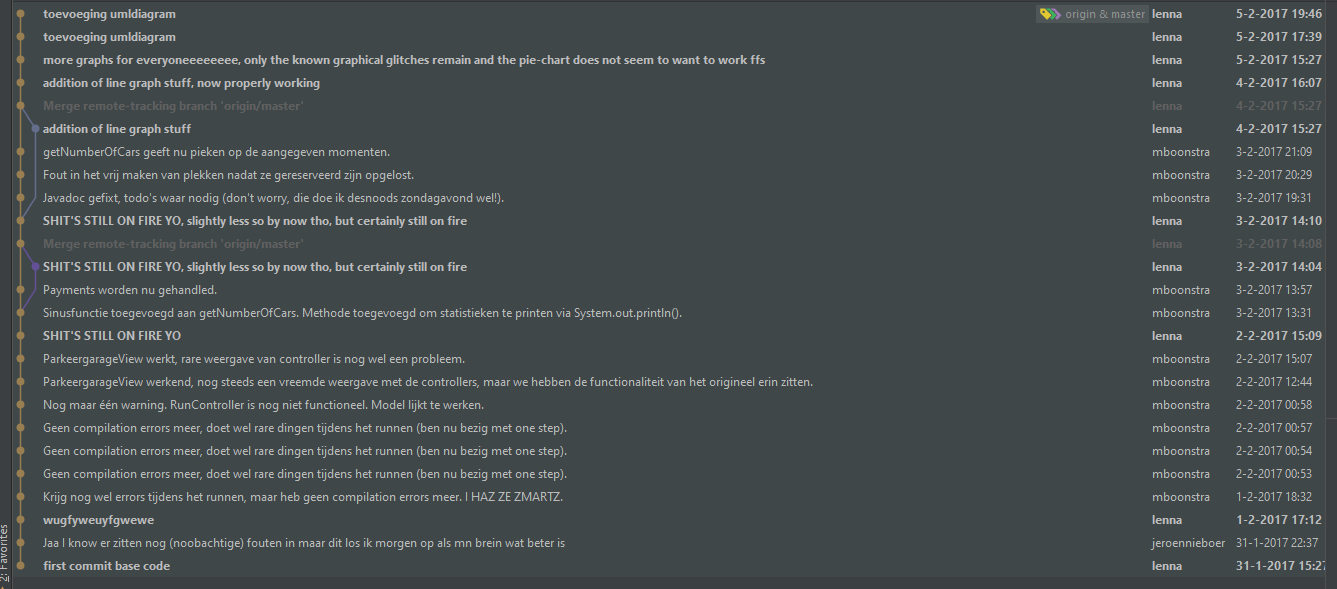 toevoeging umldiagram origin & master lenna 5-2-2017 19:46
toevoeging umldiagram lenna 5-2-2017 17:39
more graphs for everyoneeeeeeee, only the known graphical glitches remain and the pie-chart does not seem to want to work ffs lenna 5-2-2017 15:27
addition of line graph stuff, now properly working lenna 4-2-2017 16:07
Merge remote-tracking branch 'origin/master' lenna 4-2-2017 15:27
addition of line graph stuff lenna 4-2-2017 15:27
getNumberOfCars geeft nu pieken op de aangegeven momenten. mboonstra 3-2-2017 21:09
Fout in het vrij maken van plekken nadat ze gereserveerd zijn opgelost. mboonstra 3-2-2017 20:29
Javadoc gefixt, todo's waar nodig (don't worry, die doe ik desnoods zondagavond wel!). mboonstra 3-2-2017 19:31
SHIT'S STILL ON FIRE YO, slightly less so by now tho, but certainly still on fire lenna 3-2-2017 14:10
Merge remote-tracking branch 'origin/master' lenna 3-2-2017 14:08
SHIT'S STILL ON FIRE YO, slightly less so by now tho, but certainly still on fire lenna 3-2-2017 14:04
Payments worden nu gehandled. mboonstra 3-2-2017 13:57
Sinusfunctie toegevoegd aan getNumberOfCars. Methode toegevoegd om statistieken te printen via System.out.println(). mboonstra 3-2-2017 13:31
SHIT'S STILL ON FIRE YO lenna 2-2-2017 15:09
ParkeergarageView werkt, rare weergave van controller is nog wel een probleem. mboonstra 2-2-2017 15:07
ParkeergarageView werkend, nog steeds een vreemde weergave met de controllers, maar we hebben de functionaliteit van het origineel erin zitten. mboonstra 2-2-2017 12:44
Nog maar één warning. RunController is nog niet functioneel. Model lijkt te werken. mboonstra 2-2-2017 00:58
Geen compilation errors meer, doet wel rare dingen tijdens het runnen (ben nu bezig met one step). mboonstra 2-2-2017 00:57
Geen compilation errors meer, doet wel rare dingen tijdens het runnen (ben nu bezig met one step). mboonstra 2-2-2017 00:54
Geen compilation errors meer, doet wel rare dingen tijdens het runnen (ben nu bezig met one step). mboonstra 2-2-2017 00:53
Krijg nog wel errors tijdens het runnen, maar heb geen compilation errors meer. I HAZ ZE ZMARTZ. mboonstra 1-2-2017 18:32
wugfyweuyfgwewe lenna 1-2-2017 17:12
Jaa I know er zitten nog (noobachtige) fouten in maar dit los ik morgen op als mn brein wat beter is jeroennieboer 31-1-2017 22:37
first commit base code lenna 31-1-2017 15:27
2: Favorites